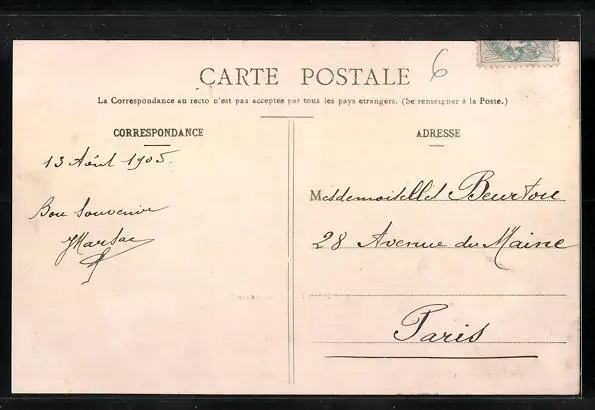 CARTE POSTALE
6
La Correspondance au recto n'est pas acceptée par tous les pays étrangers. (Se renseigner à la Poste.)
CORRESPONDANCE
13 Août 1905.
Bon Souvenir
ADRESSE
Mesdemoiselles Beurton
28 Avenue du Maine
Paris